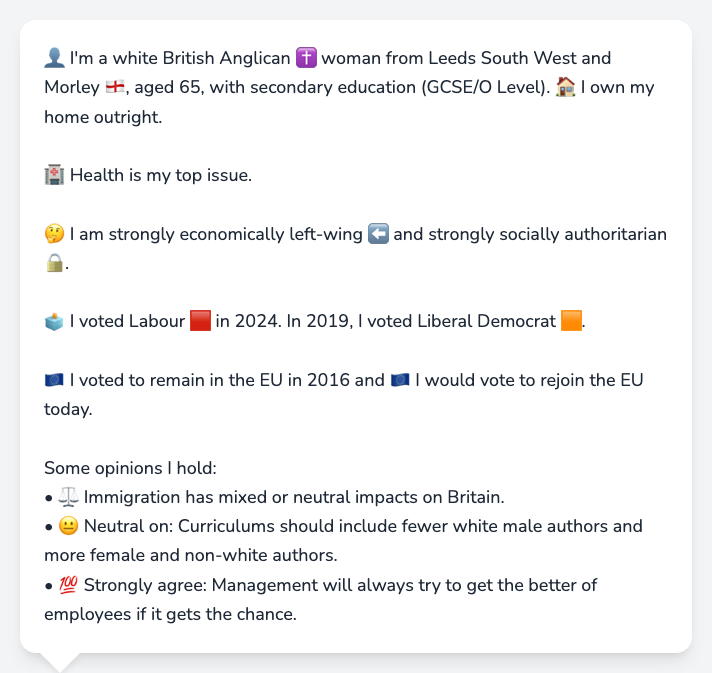 👤 I'm a white British Anglican ✝️ woman from Leeds South West and
Morley 🏴󠁧󠁢󠁥󠁮󠁧󠁿, aged 65, with secondary education (GCSE/O Level). 🏠 I own my
home outright.
🏥 Health is my top issue.
🤔 I am strongly economically left-wing ⬅️ and strongly socially authoritarian
🔒.
🗳️ I voted Labour 🟥 in 2024. In 2019, I voted Liberal Democrat 🟧.
🇪🇺 I voted to remain in the EU in 2016 and 🇪🇺 I would vote to rejoin the EU
today.
Some opinions I hold:
• ⚖️ Immigration has mixed or neutral impacts on Britain.
• 😐 Neutral on: Curriculums should include fewer white male authors and
more female and non-white authors.
• 💯 Strongly agree: Management will always try to get the better of
employees if it gets the chance.